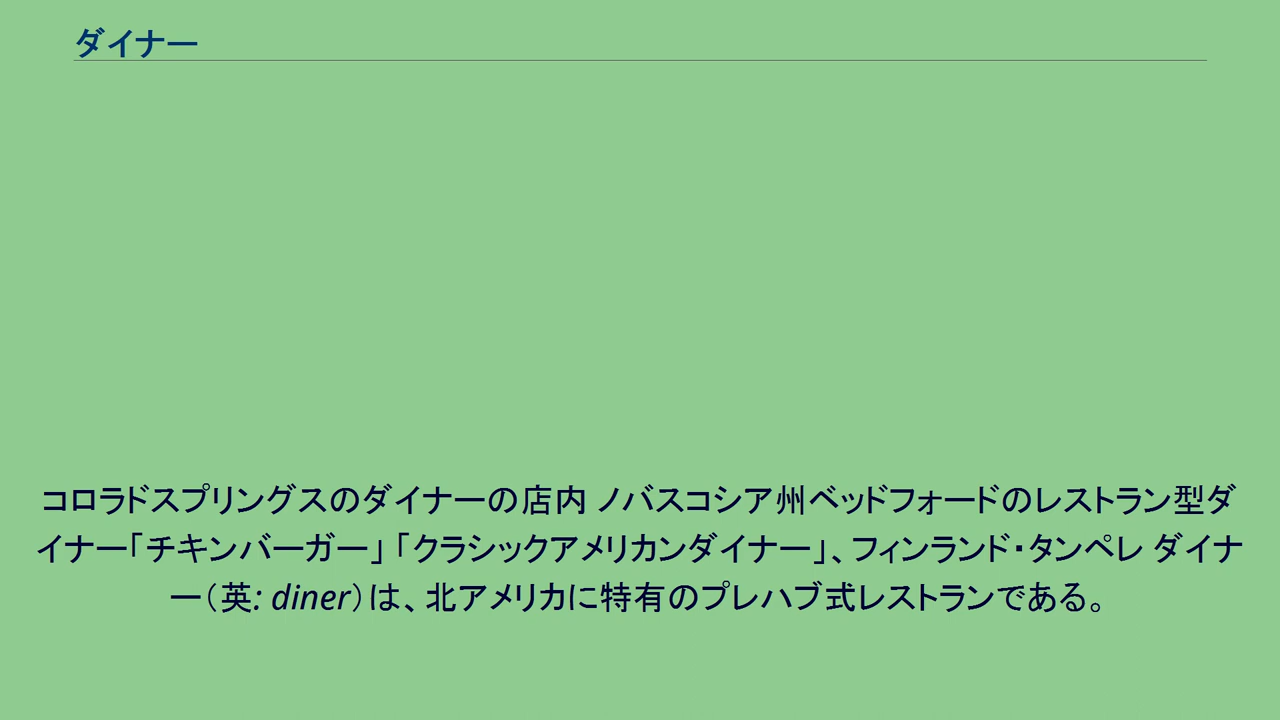 ダイナー
コロラドスプリングスのダイナーの店内 ノバスコシア州ベッドフォードのレストラン型ダ
イナー「チキンバーガー」 「クラシックアメリカンダイナー」、フィンランド・タンペレ ダイナ
ー（英: diner）は、北アメリカに特有のプレハブ式レストランである。